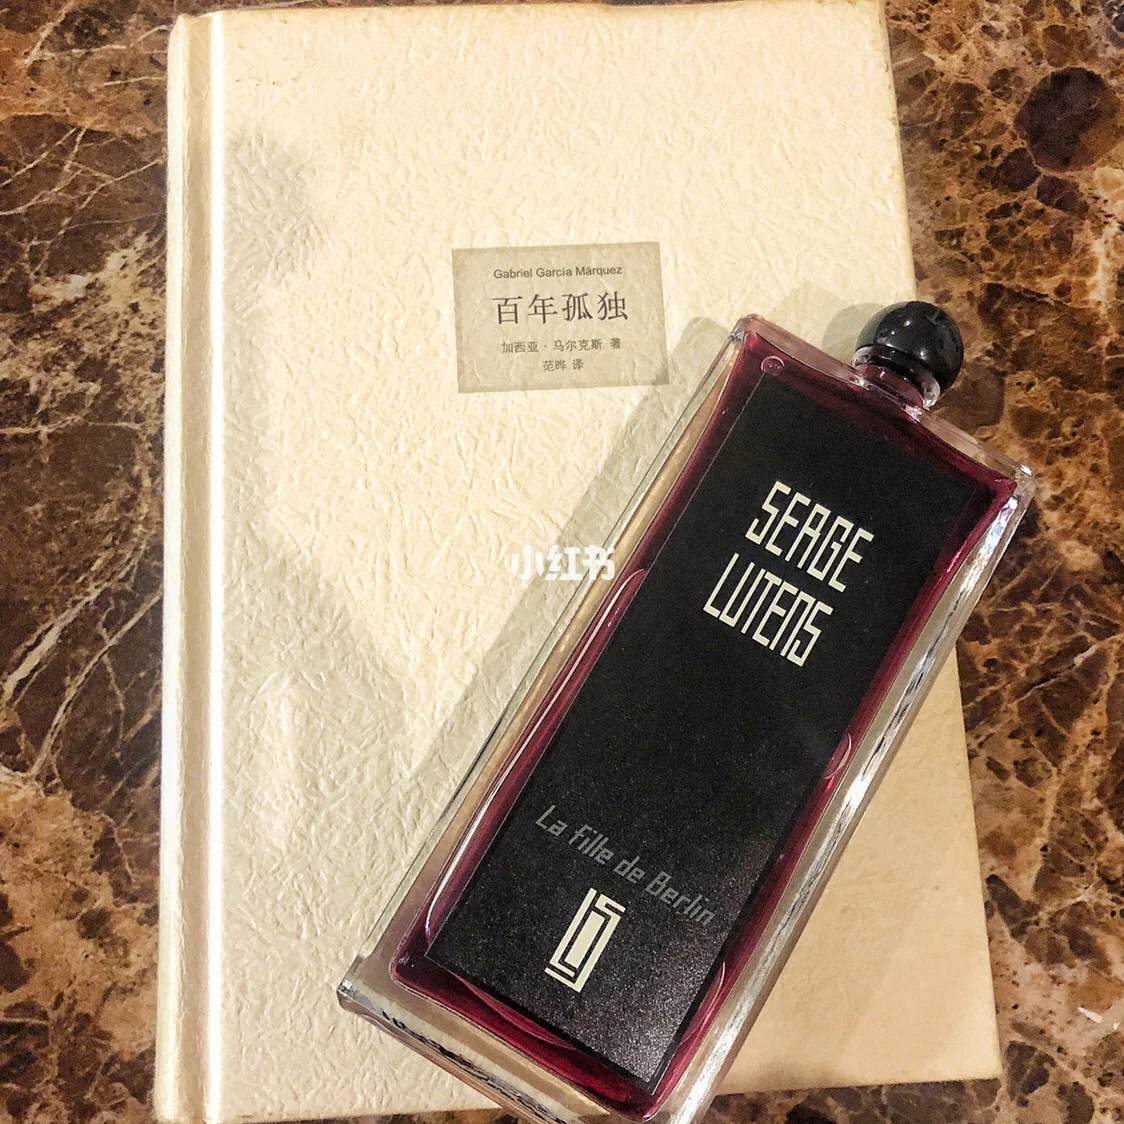 Gabriel García Márquez
百年孤独
加西亚·马尔克斯 著
范晔 译
小红书
SERGE
LUTENS
La fille de Berlin